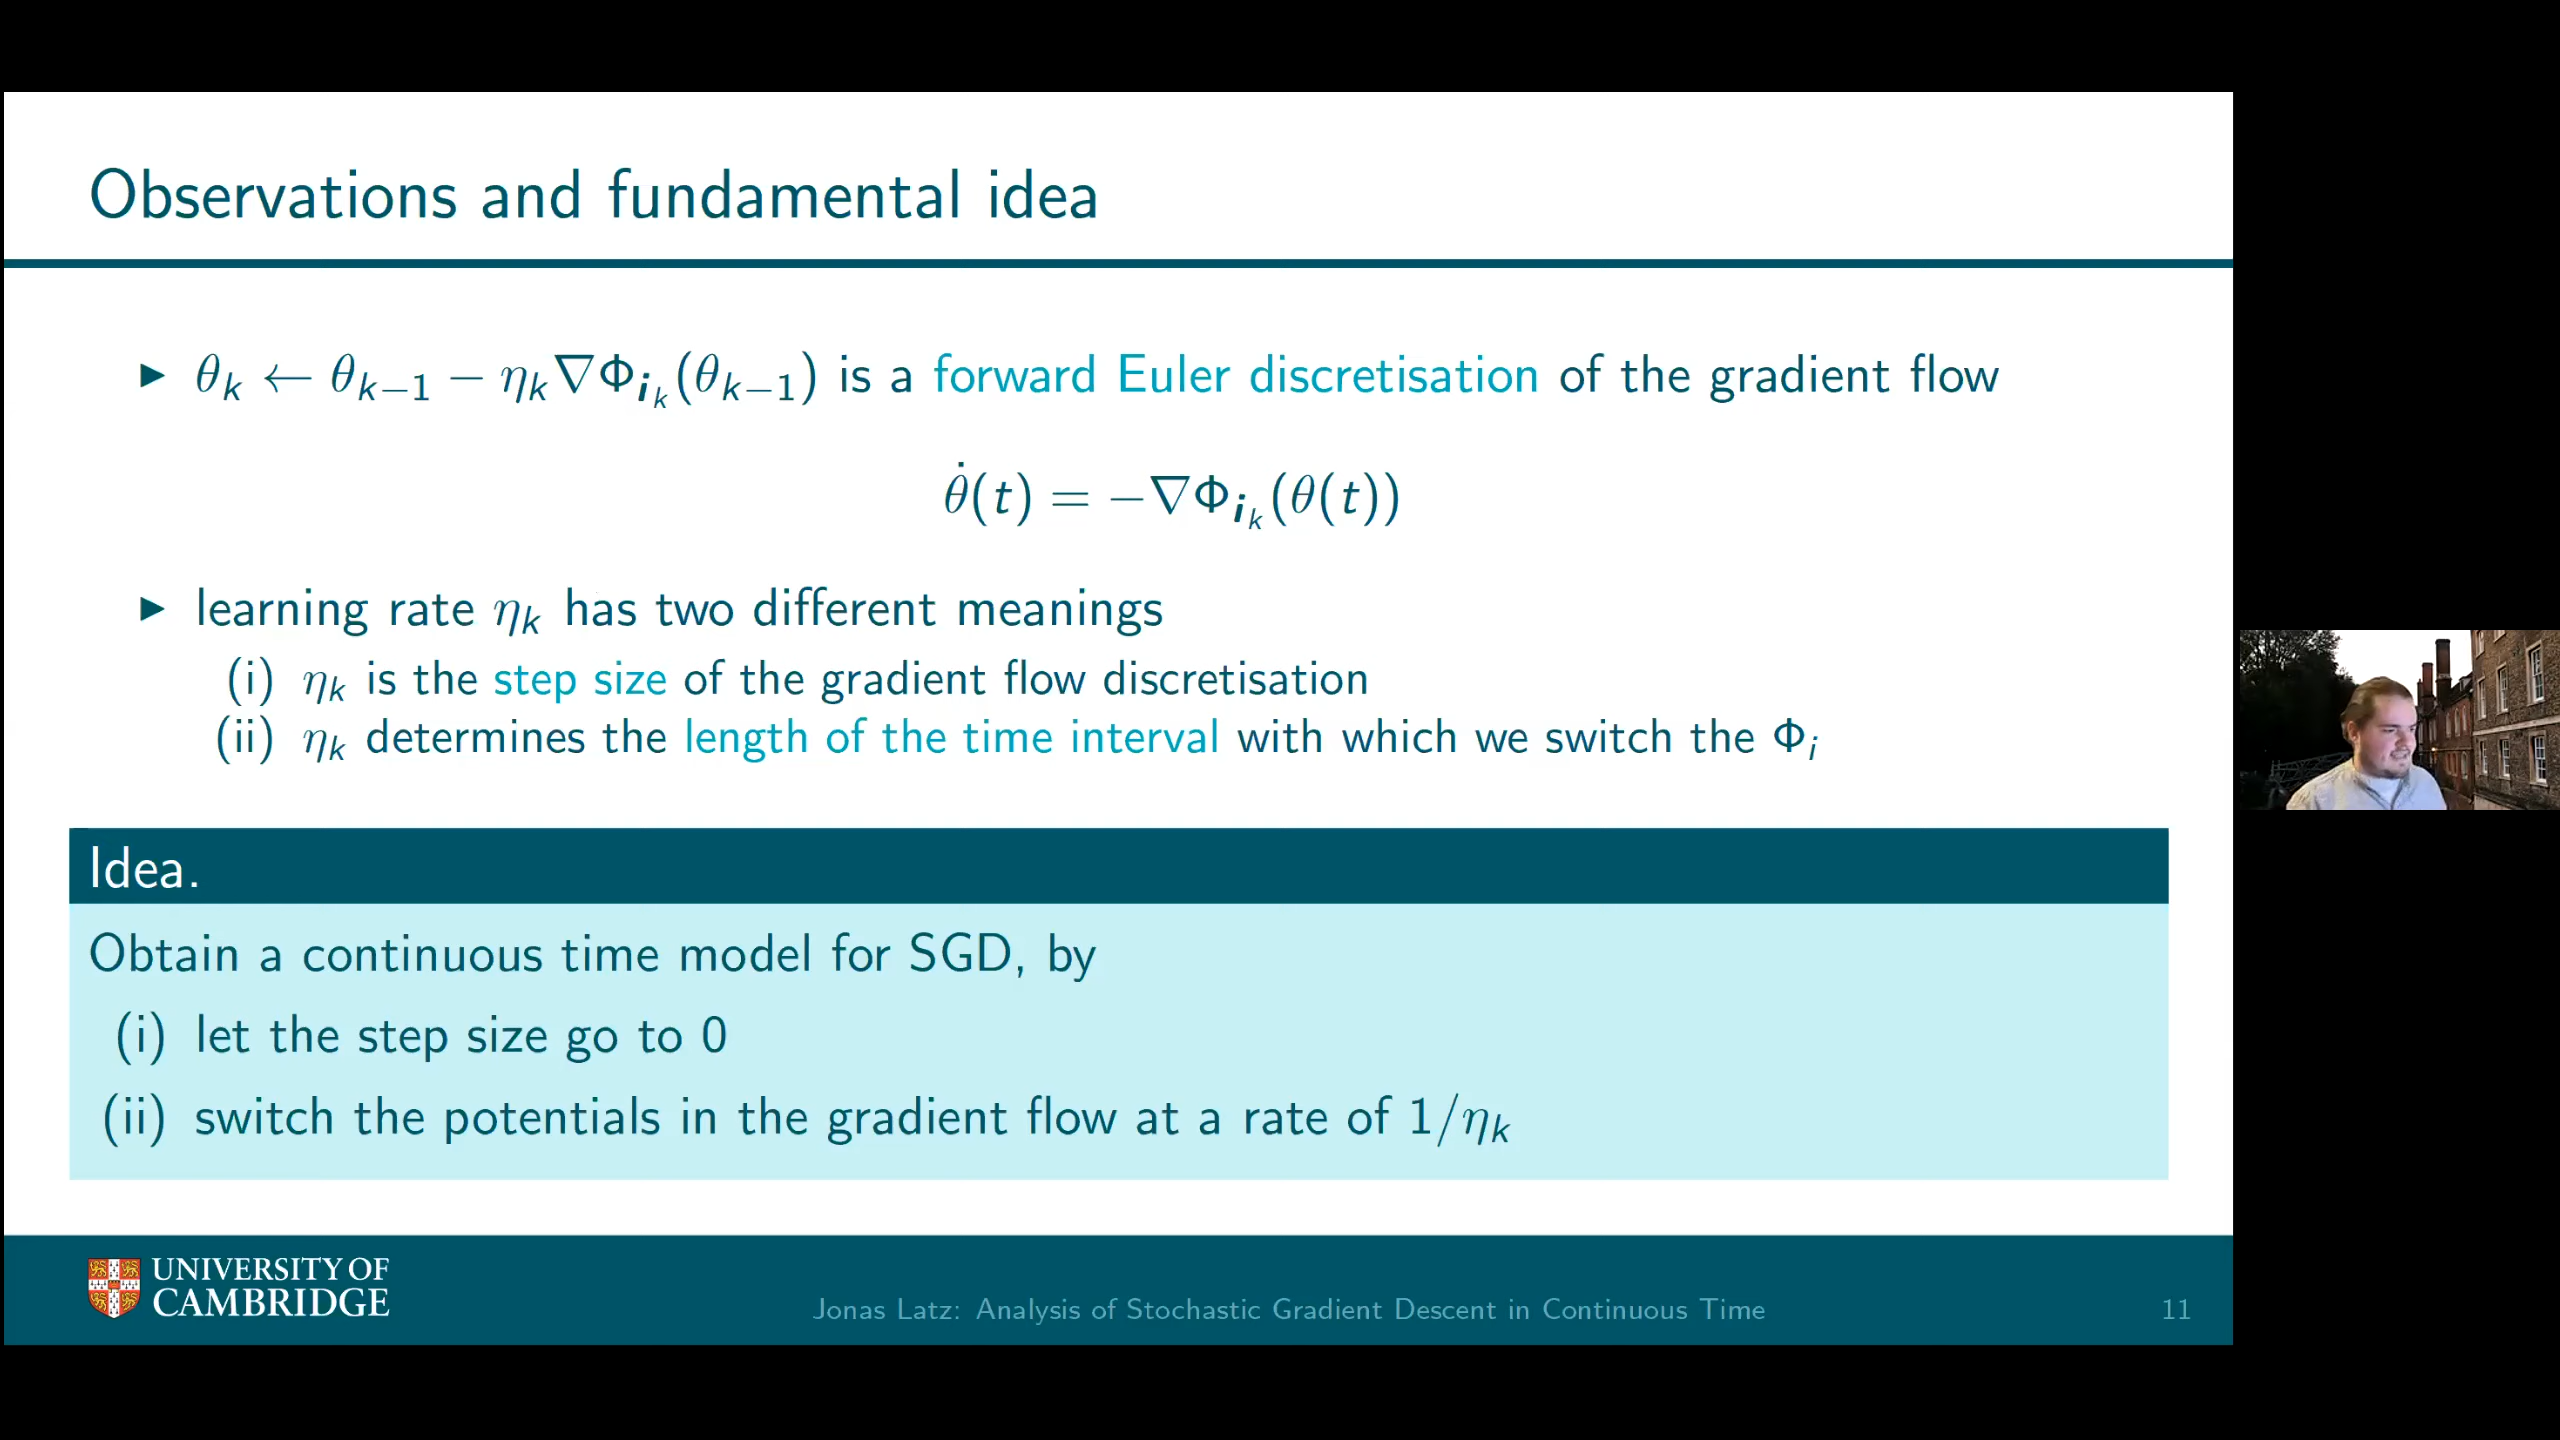 Observations and fundamental idea
▶ θ_k ← θ_{k−1} − η_k∇Φ_{i_k}(θ_{k−1}) is a forward Euler discretisation of the gradient flow
θ̇(t) = −∇Φ_{i_k}(θ(t))
▶ learning rate η_k has two different meanings
(i) η_k is the step size of the gradient flow discretisation
(ii) η_k determines the length of the time interval with which we switch the Φ_i
Idea.
Obtain a continuous time model for SGD, by
(i) let the step size go to 0
(ii) switch the potentials in the gradient flow at a rate of 1/η_k
UNIVERSITY OF
CAMBRIDGE
Jonas Latz: Analysis of Stochastic Gradient Descent in Continuous Time
11